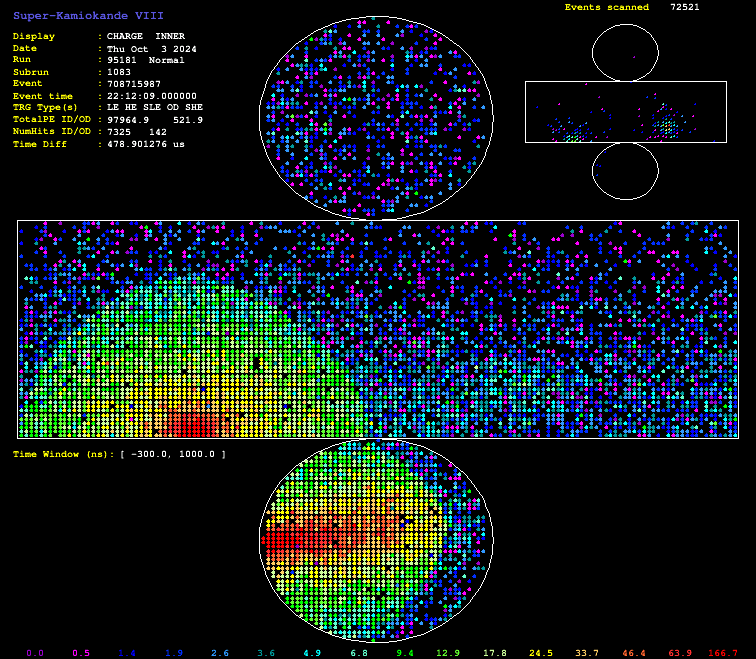 Super-Kamiokande VIII
Events scanned 72521
Display : CHARGE INNER
Date : Thu Oct 3 2024
Run : 95181 Normal
Subrun : 1083
Event : 708715987
Event time : 22:12:09.000000
TRG Type(s) : LE HE SLE OD SHE
TotalPE ID/OD : 97964.9 521.9
NumHits ID/OD : 7325 142
Time Diff : 478.901276 us
Time Window (ns): [ -300.0, 1000.0 ]
0.0 0.5 1.4 1.9 2.6 3.6 4.9 6.8 9.4 12.9 17.8 24.5 33.7 46.4 63.9 166.7